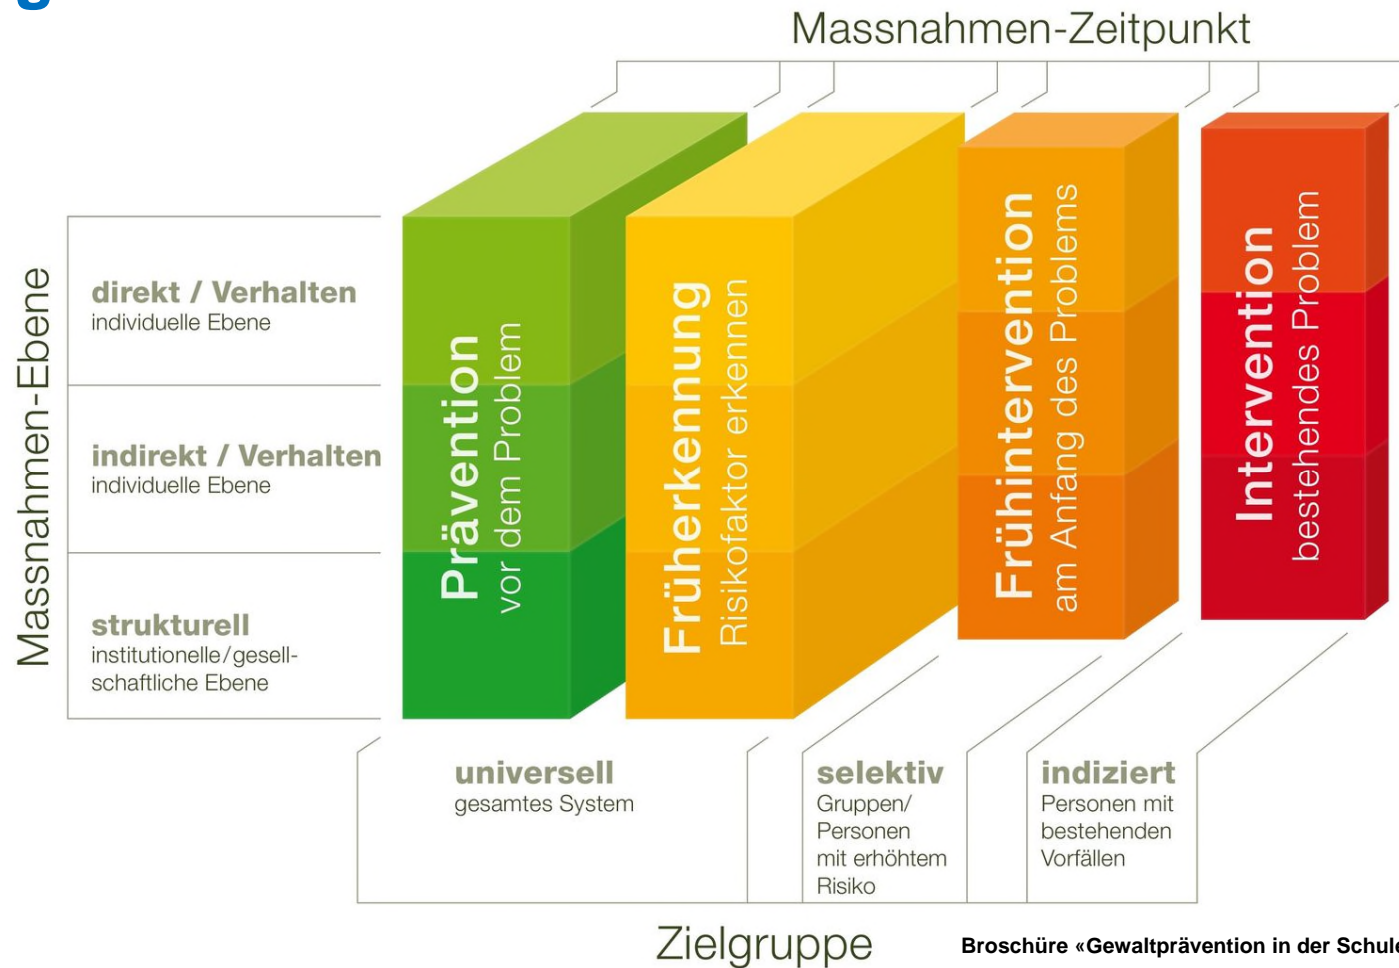 g
Massnahmen-Zeitpunkt
Massnahmen-Ebene
direkt / Verhalten
individuelle Ebene
indirekt / Verhalten
individuelle Ebene
strukturell
institutionelle/gesell-
schaftliche Ebene
Prävention
vor dem Problem
Früherkennung
Risikofaktor erkennen
Frühintervention
am Anfang des Problems
Intervention
bestehendes Problem
universell
gesamtes System
selektiv
Gruppen/
Personen
mit erhöhtem
Risiko
indiziert
Personen mit
bestehenden
Vorfällen
Zielgruppe
Broschüre «Gewaltprävention in der Schule